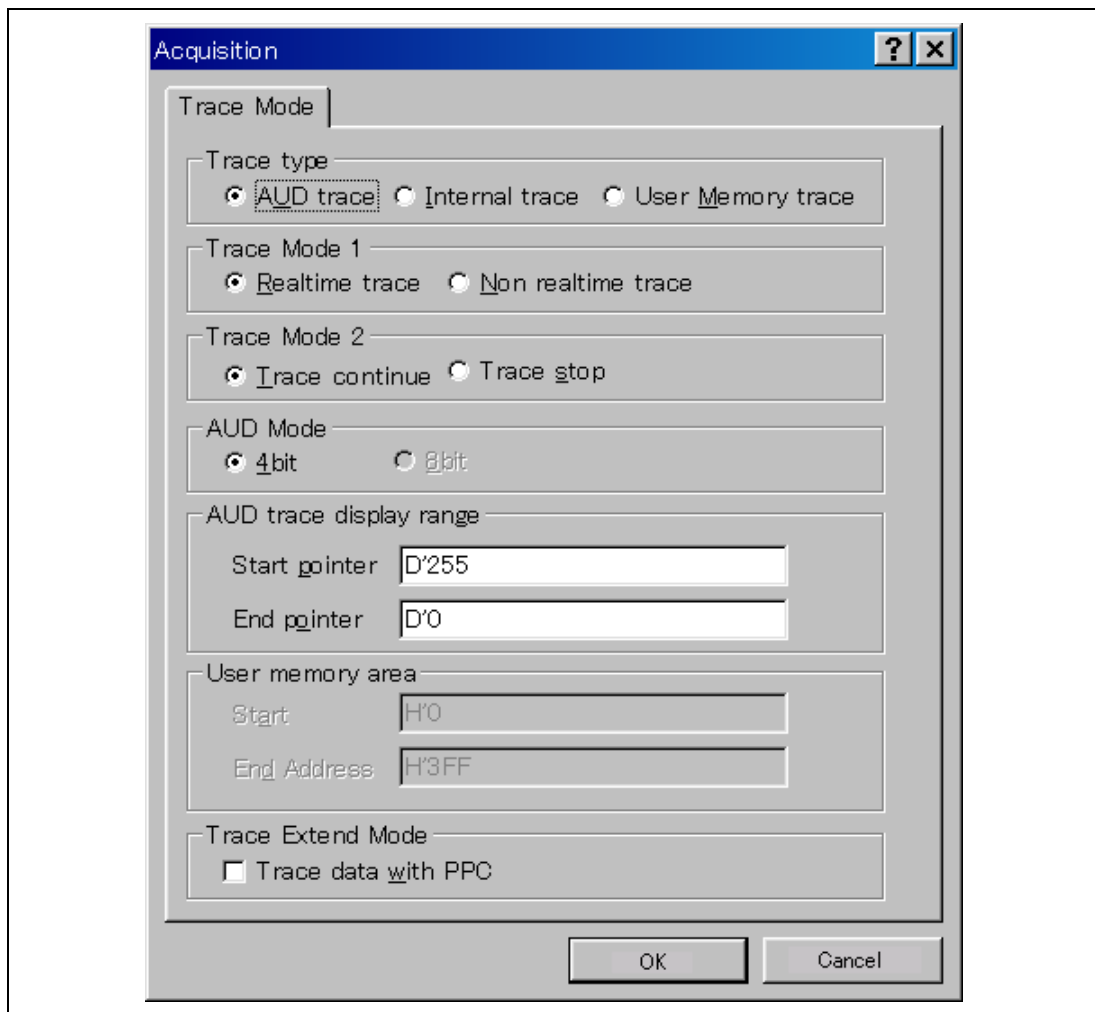 Acquisition
Trace Mode
Trace type
AUD trace Internal trace User Memory trace
Trace Mode 1
Realtime trace Non realtime trace
Trace Mode 2
Trace continue Trace stop
AUD Mode
4bit 8bit
AUD trace display range
Start pointer D'255
End pointer D'0
User memory area
Start H'0
End Address H'3FF
Trace Extend Mode
Trace data with PPC
OK Cancel